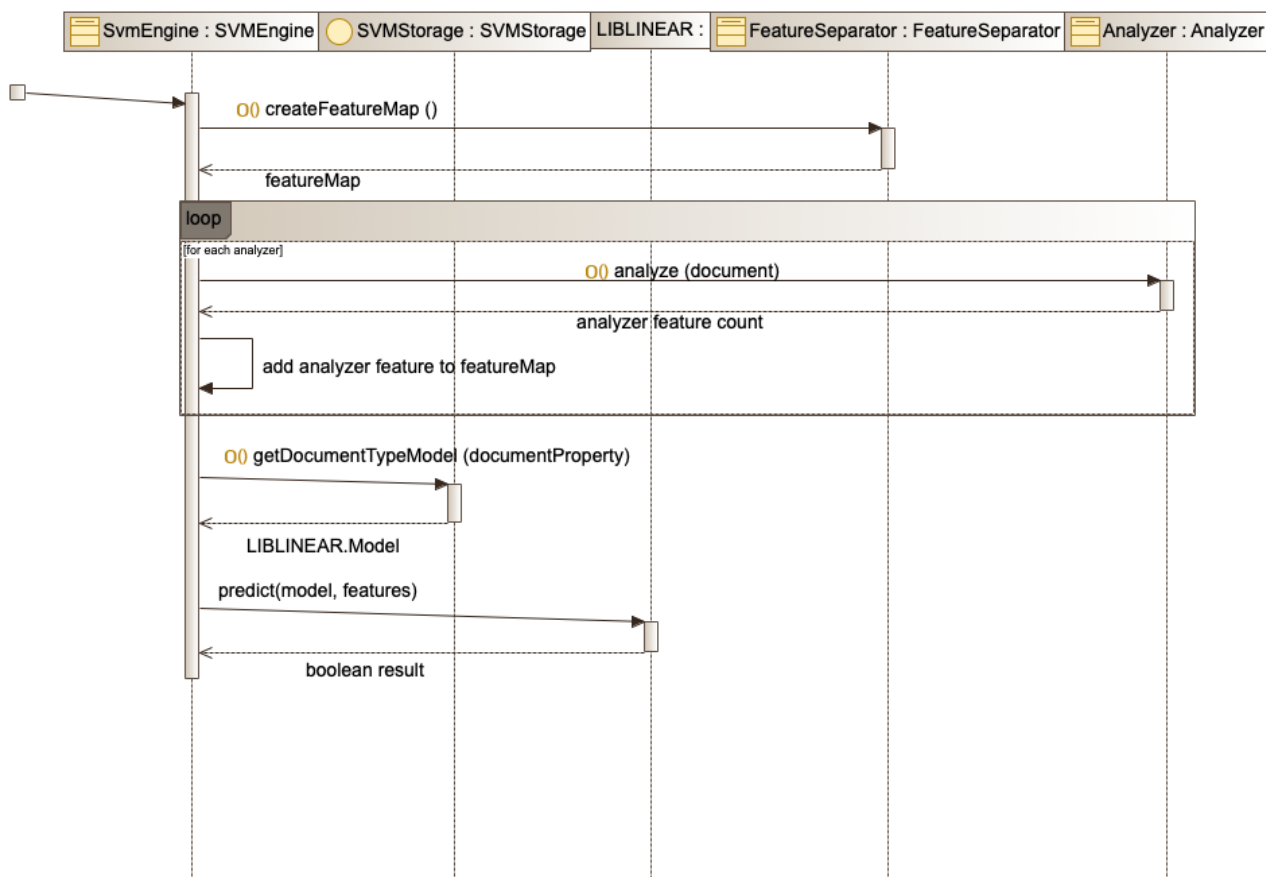 SvmEngine : SVMEngine
SVMStorage : SVMStorage
LIBLINEAR :
FeatureSeparator : FeatureSeparator
Analyzer : Analyzer
O() createFeatureMap ()
featureMap
loop
[for each analyzer]
O() analyze (document)
analyzer feature count
add analyzer feature to featureMap
O() getDocumentTypeModel (documentProperty)
LIBLINEAR.Model
predict(model, features)
boolean result